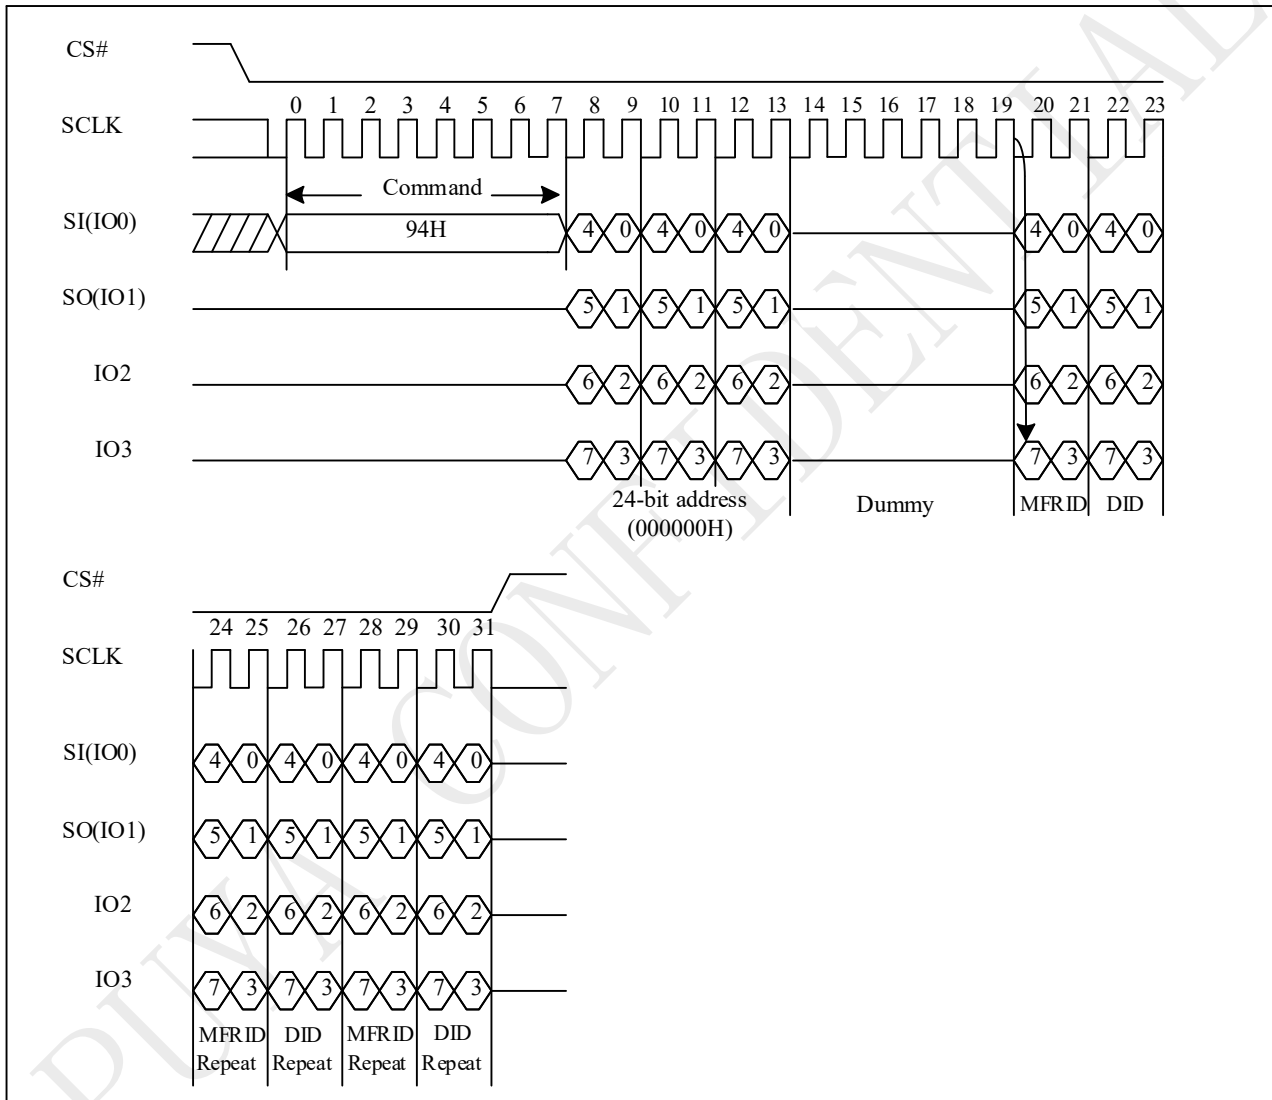 CS#
0 1 2 3 4 5 6 7 8 9 10 11 12 13 14 15 16 17 18 19 20 21 22 23
SCLK
Command
SI(IO0) 94H 4 0 4 0 4 0 4 0 4 0
SO(IO1) 5 1 5 1 5 1 5 1 5 1
IO2 6 2 6 2 6 2 6 2 6 2
IO3 7 3 7 3 7 3 7 3 7 3
24-bit address Dummy MFRID DID
(000000H)
CS#
24 25 26 27 28 29 30 31
SCLK
SI(IO0) 4 0 4 0 4 0 4 0
SO(IO1) 5 1 5 1 5 1 5 1
IO2 6 2 6 2 6 2 6 2
IO3 7 3 7 3 7 3 7 3
MFRID DID MFRID DID
Repeat Repeat Repeat Repeat
PUYA CONFIDENTIAL